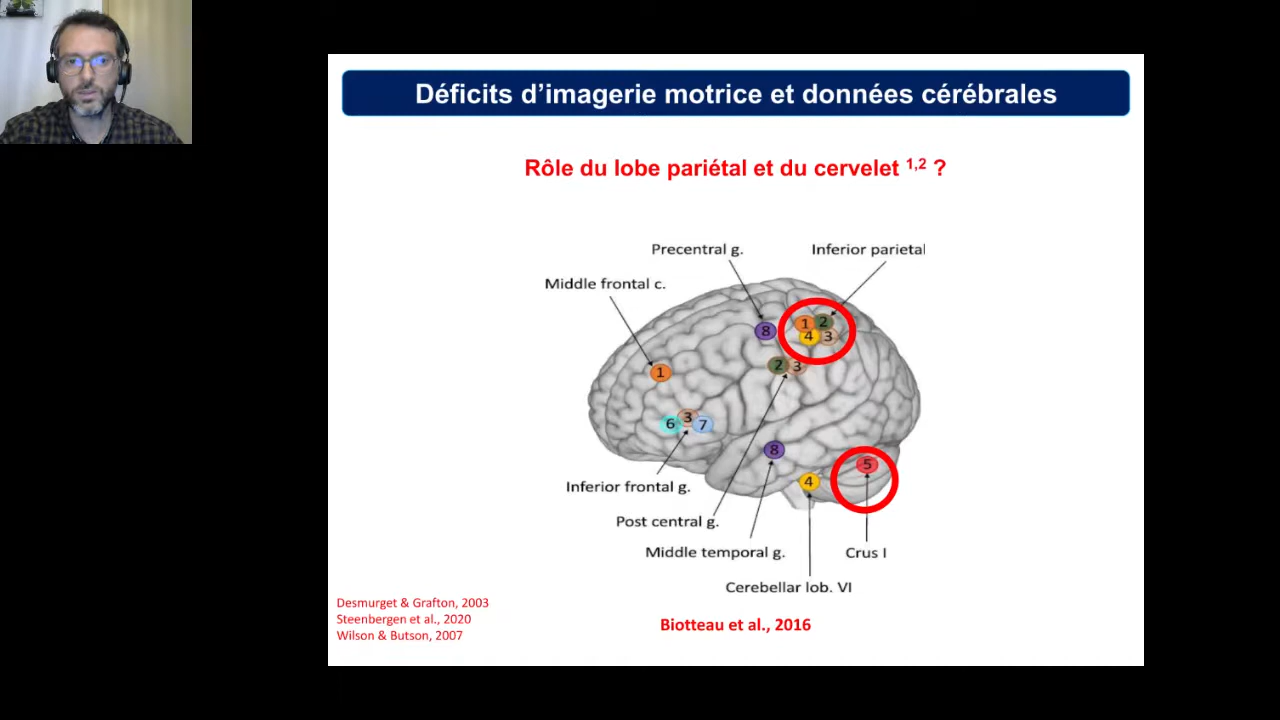 Déficits d’imagerie motrice et données cérébrales
Rôle du lobe pariétal et du cervelet 1,2 ?
Precentral g.
Inferior parietal
Middle frontal c.
1
2
8
4
3
2
3
1
3
6
7
8
5
4
Inferior frontal g.
Post central g.
Middle temporal g.
Crus I
Cerebellar lob. VI
Desmurget & Grafton, 2003
Steenbergen et al., 2020
Wilson & Butson, 2007
Biotteau et al., 2016